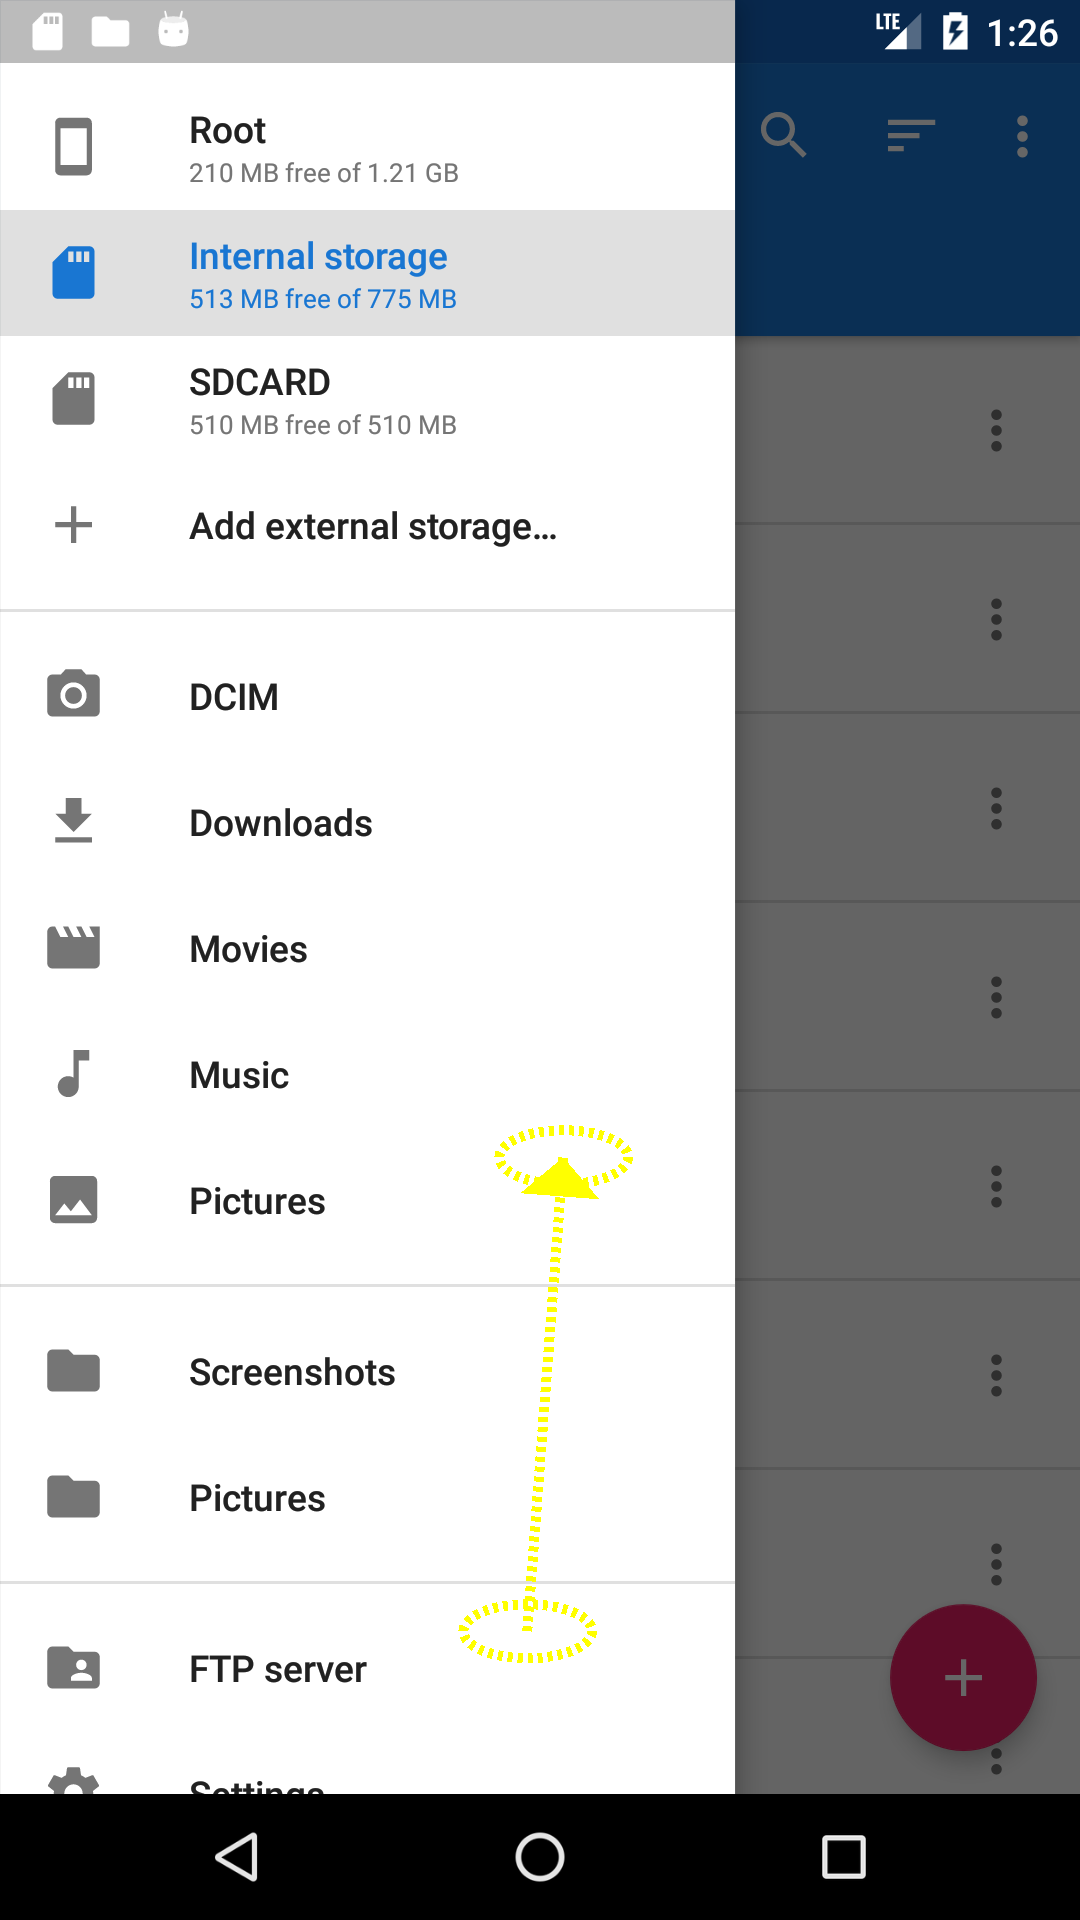 LTE 1:26
Root
210 MB free of 1.21 GB
Internal storage
513 MB free of 775 MB
SDCARD
510 MB free of 510 MB
Add external storage…
DCIM
Downloads
Movies
Music
Pictures
Screenshots
Pictures
FTP server
Settings